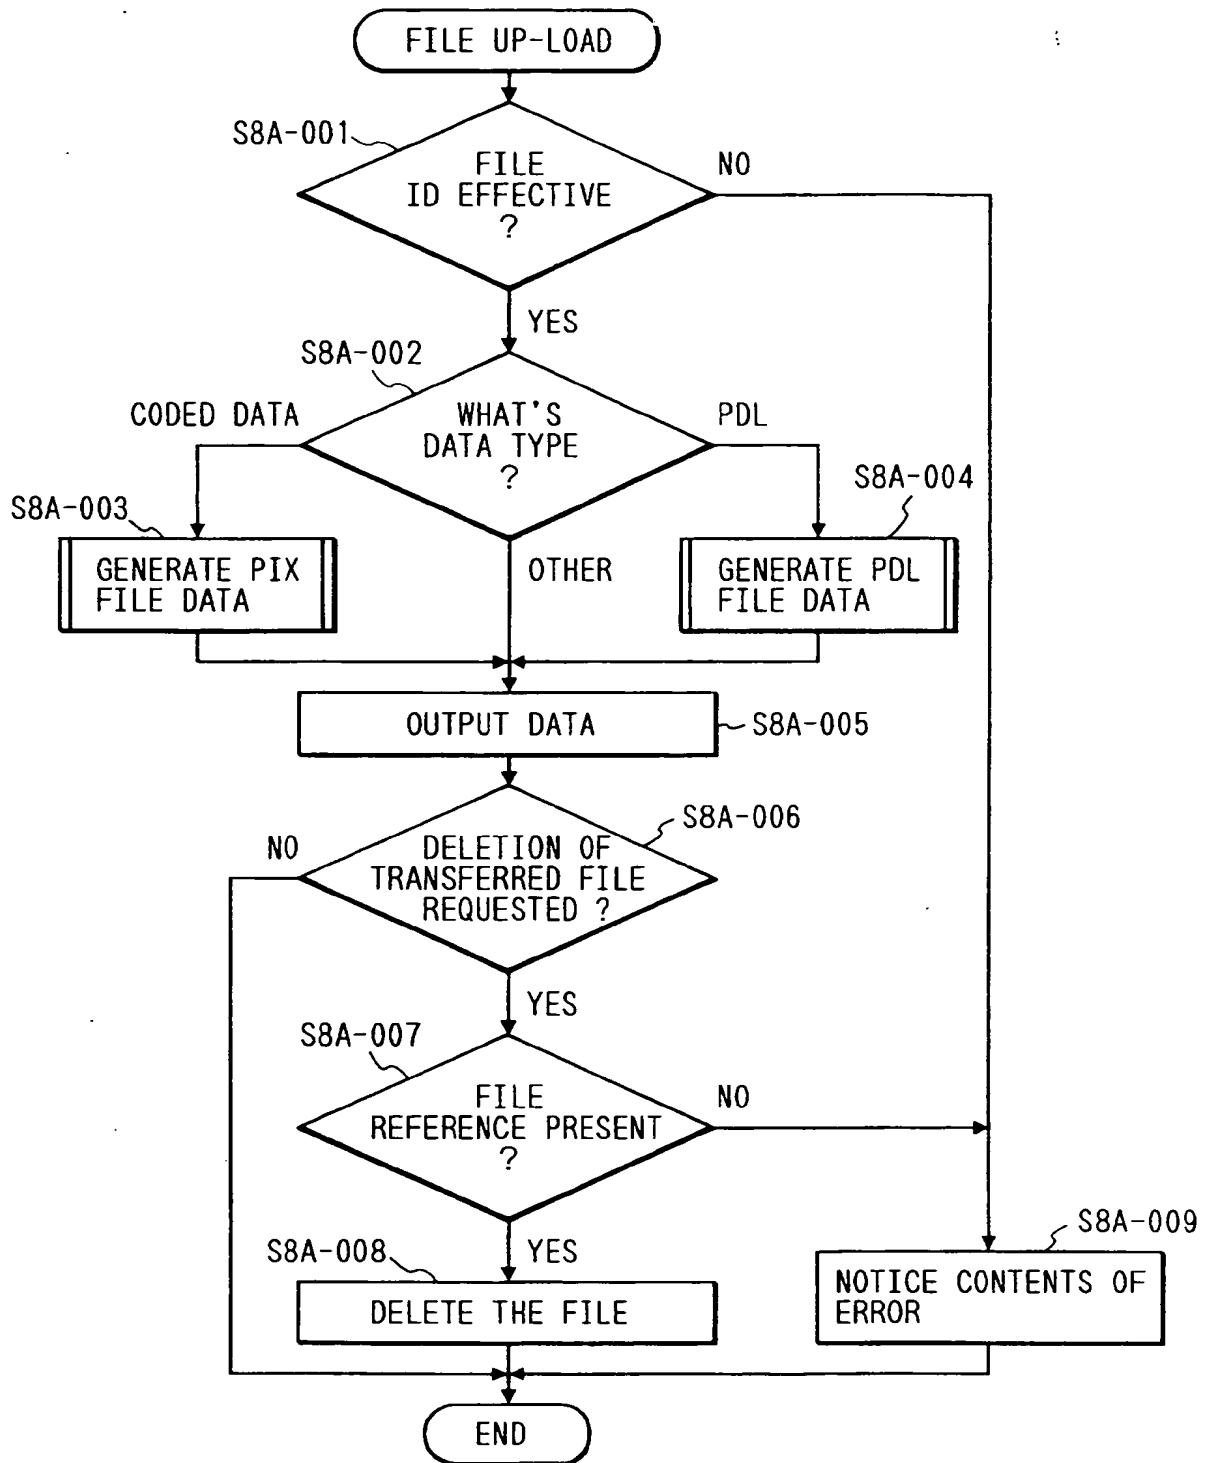 FILE UP-LOAD
S8A-001
FILE
ID EFFECTIVE
?
NO
YES
S8A-002
CODED DATA
WHAT'S
DATA TYPE
?
PDL
S8A-003
S8A-004
GENERATE PIX
FILE DATA
OTHER
GENERATE PDL
FILE DATA
OUTPUT DATA
S8A-005
S8A-006
NO
DELETION OF
TRANSFERRED FILE
REQUESTED ?
YES
S8A-007
FILE
REFERENCE PRESENT
?
NO
S8A-008
YES
S8A-009
DELETE THE FILE
NOTICE CONTENTS OF
ERROR
END